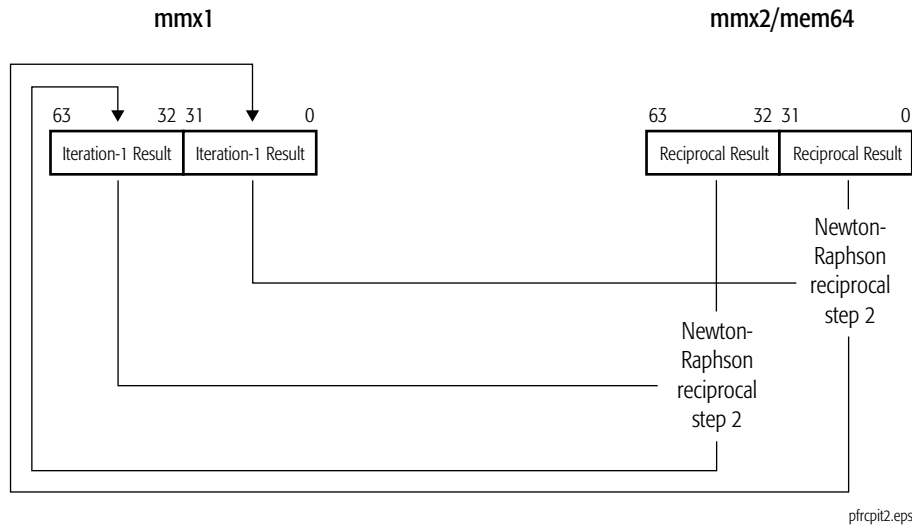 mmx1
mmx2/mem64
63 32 31 0
63 32 31 0
Iteration-1 Result Iteration-1 Result
Reciprocal Result Reciprocal Result
Newton-
Raphson
reciprocal
step 2
Newton-
Raphson
reciprocal
step 2
pfrcpit2.eps